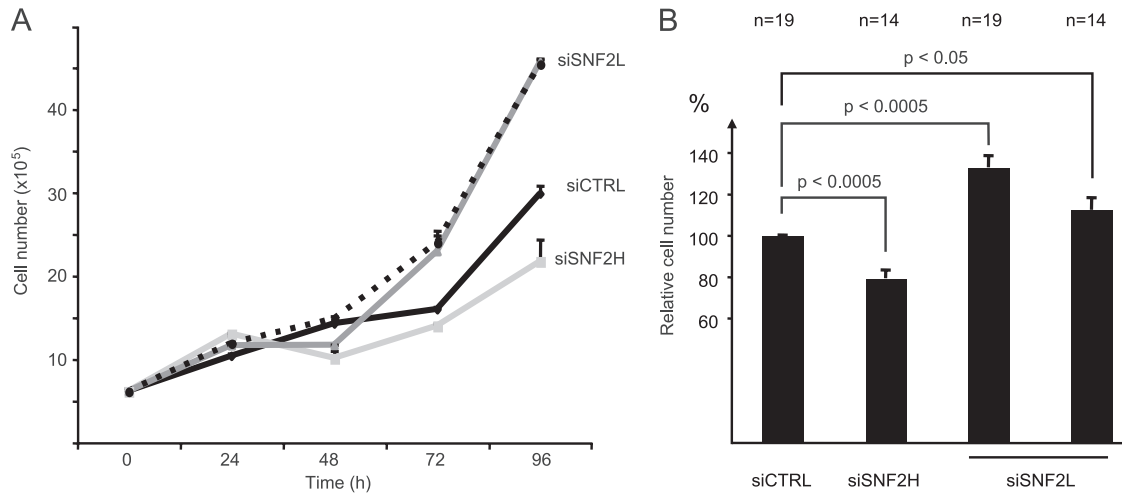 A
Cell number (x10⁵)
40
30
20
10
0 24 48 72 96
Time (h)
siSNF2L
siCTRL
siSNF2H
B
n=19 n=14 n=19 n=14
p < 0.05
p < 0.0005
p < 0.0005
%
Relative cell number
140
120
100
80
60
siCTRL siSNF2H siSNF2L